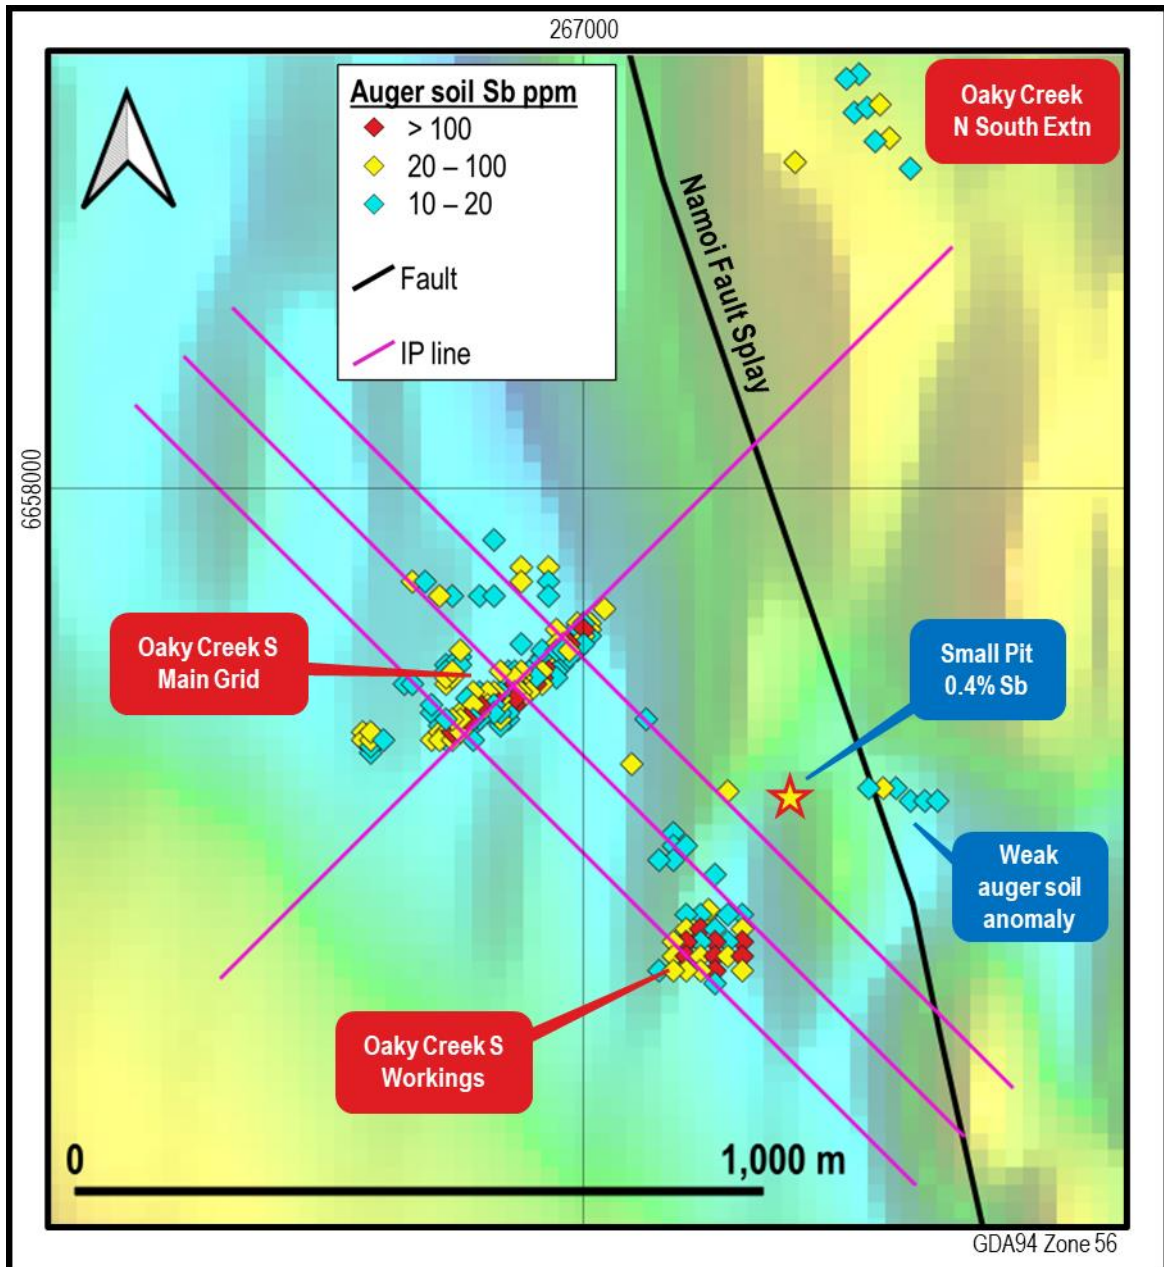 267000
Auger soil Sb ppm
> 100
20 – 100
10 – 20
Fault
IP line
Oaky Creek
N South Extn
Namoi Fault Splay
6658000
Oaky Creek S
Main Grid
Small Pit
0.4% Sb
Weak
auger soil
anomaly
Oaky Creek S
Workings
0
1,000 m
GDA94 Zone 56